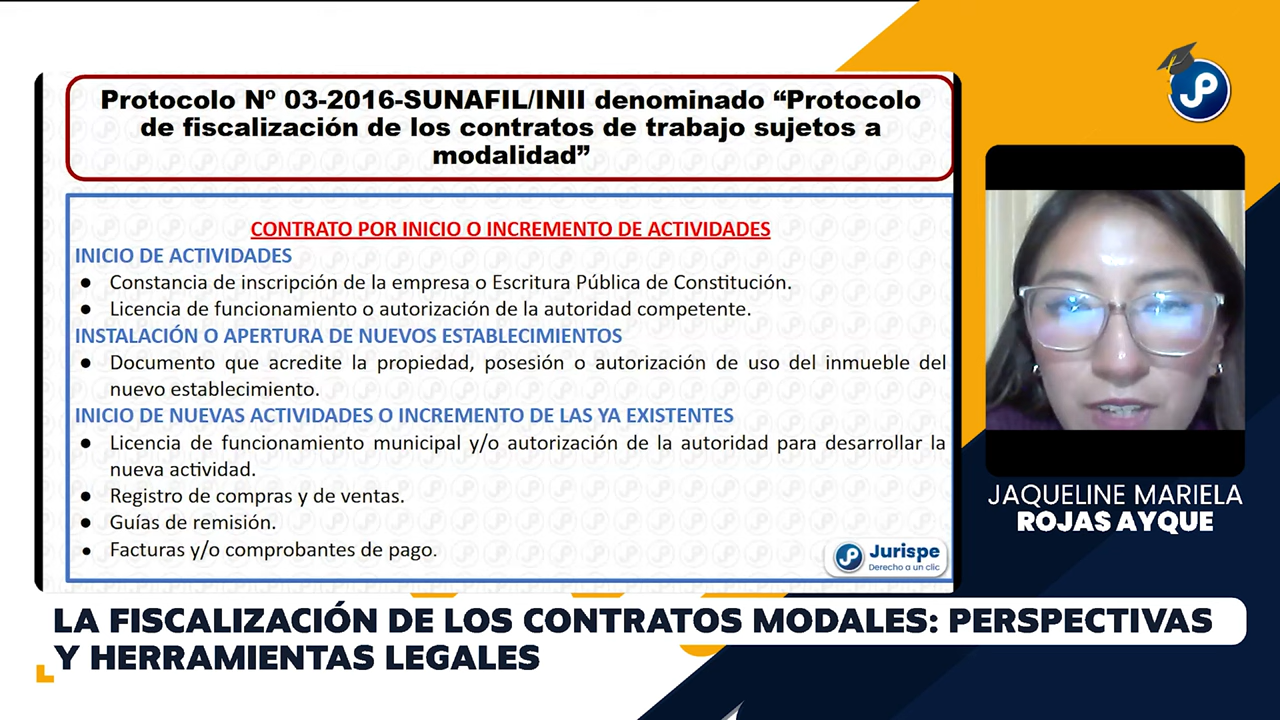 Protocolo Nº 03-2016-SUNAFIL/INII denominado “Protocolo
de fiscalización de los contratos de trabajo sujetos a
modalidad”
CONTRATO POR INICIO O INCREMENTO DE ACTIVIDADES
INICIO DE ACTIVIDADES
● Constancia de inscripción de la empresa o Escritura Pública de Constitución.
● Licencia de funcionamiento o autorización de la autoridad competente.
INSTALACIÓN O APERTURA DE NUEVOS ESTABLECIMIENTOS
● Documento que acredite la propiedad, posesión o autorización de uso del inmueble del
nuevo establecimiento.
INICIO DE NUEVAS ACTIVIDADES O INCREMENTO DE LAS YA EXISTENTES
● Licencia de funcionamiento municipal y/o autorización de la autoridad para desarrollar la
nueva actividad.
● Registro de compras y de ventas.
● Guías de remisión.
● Facturas y/o comprobantes de pago.
JP Jurispe
Derecho a un clic
JP
JAQUELINE MARIELA
ROJAS AYQUE
LA FISCALIZACIÓN DE LOS CONTRATOS MODALES: PERSPECTIVAS
Y HERRAMIENTAS LEGALES